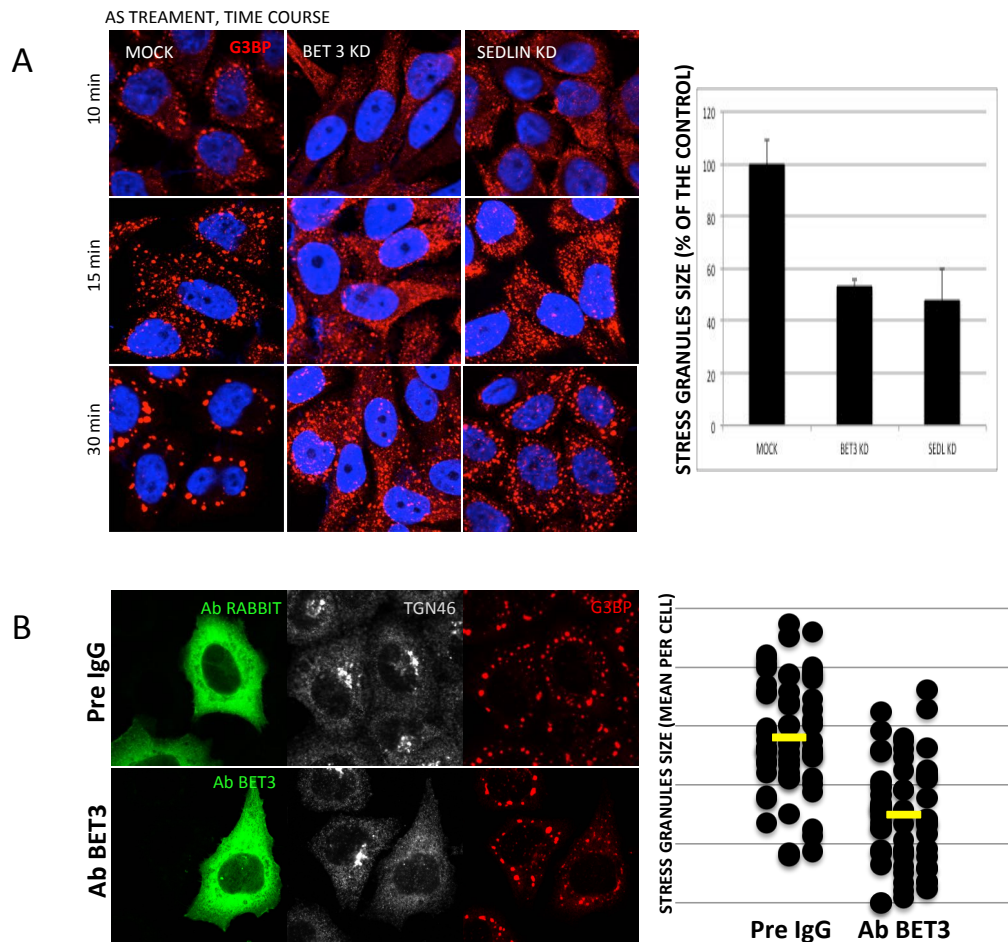 AS TREAMENT, TIME COURSE
A
MOCK
G3BP
BET 3 KD
SEDLIN KD
10 min
15 min
30 min
STRESS GRANULES SIZE (% OF THE CONTROL)
120
100
80
60
40
20
0
MOCK
BET3 KD
SEDL KD
B
Ab RABBIT
TGN46
G3BP
Pre IgG
Ab BET3
Ab BET3
STRESS GRANULES SIZE (MEAN PER CELL)
Pre IgG
Ab BET3